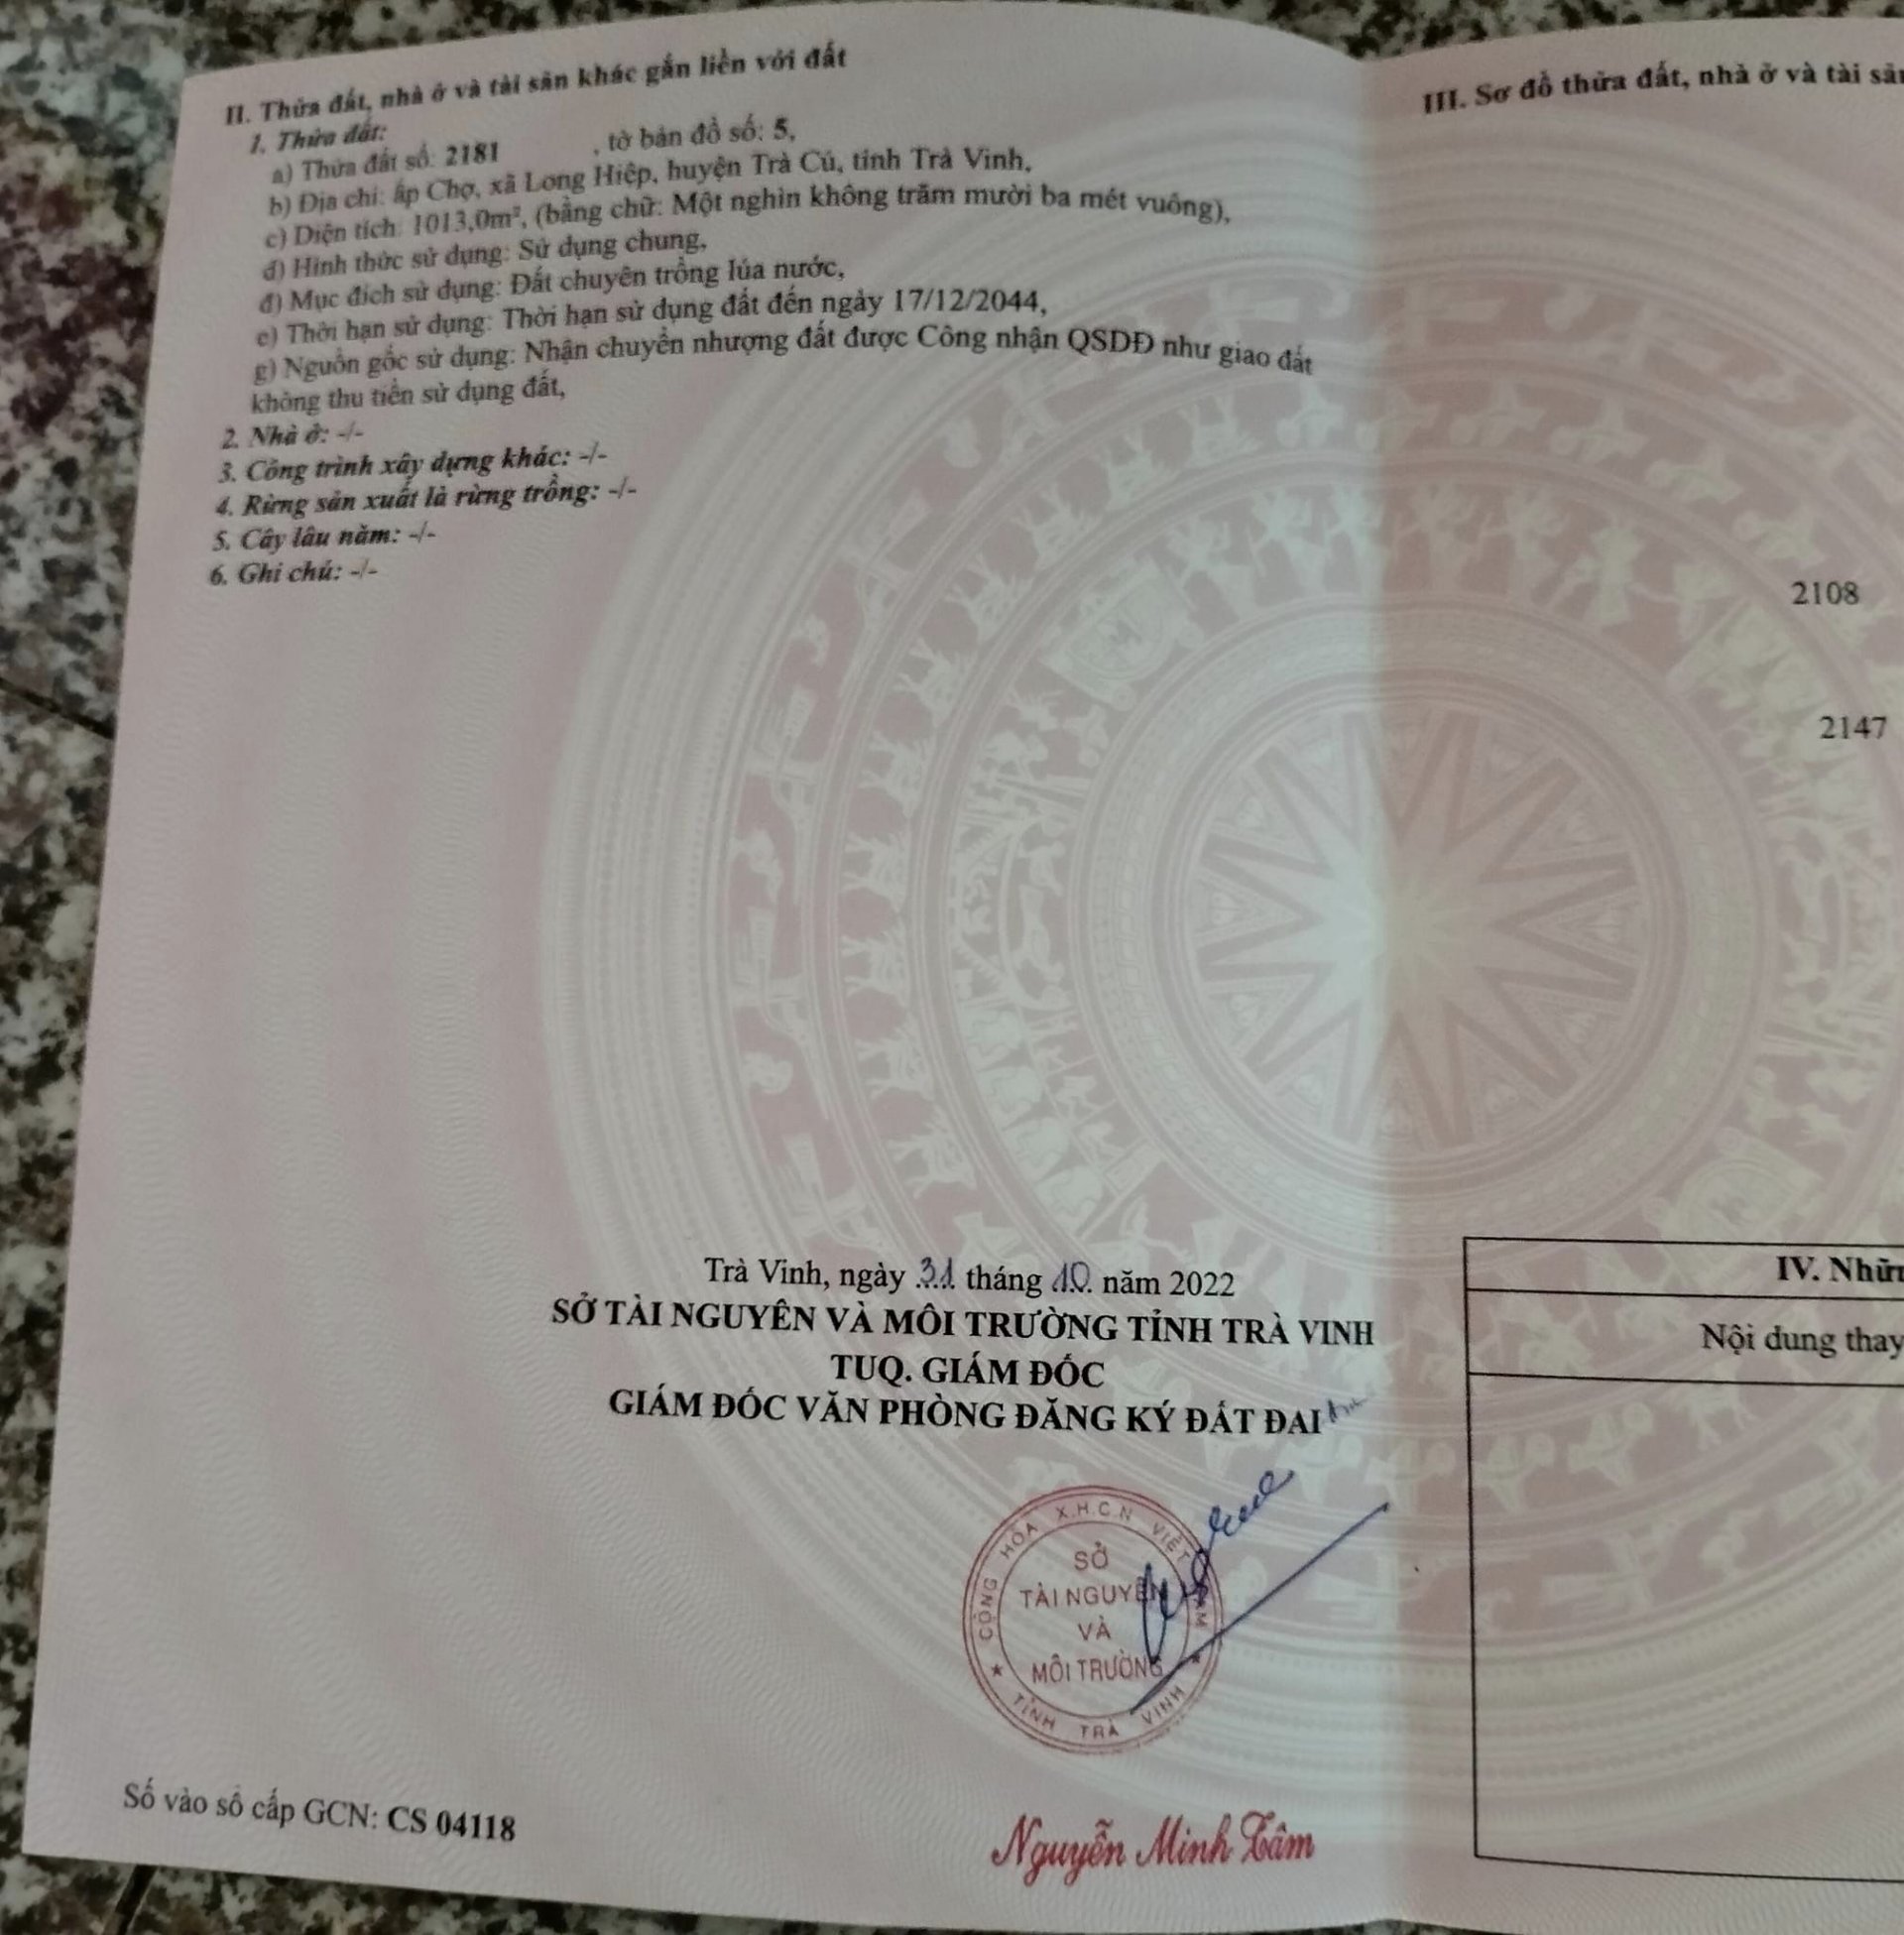 II. Thửa đất, nhà ở và tài sản khác gắn liền với đất
1. Thửa đất:
a) Thửa đất số: 2181 , tờ bản đồ số: 5,
b) Địa chỉ: ấp Chợ, xã Long Hiệp, huyện Trà Cú, tỉnh Trà Vinh,
c) Diện tích: 1013,0m², (bằng chữ: Một nghìn không trăm mười ba mét vuông),
d) Hình thức sử dụng: Sử dụng chung,
đ) Mục đích sử dụng: Đất chuyên trồng lúa nước,
e) Thời hạn sử dụng: Thời hạn sử dụng đất đến ngày 17/12/2044,
g) Nguồn gốc sử dụng: Nhận chuyển nhượng đất được Công nhận QSDĐ như giao đất
không thu tiền sử dụng đất,
2. Nhà ở: -/-
3. Công trình xây dựng khác: -/-
4. Rừng sản xuất là rừng trồng: -/-
5. Cây lâu năm: -/-
6. Ghi chú: -/-
Trà Vinh, ngày 31 tháng 10 năm 2022
SỞ TÀI NGUYÊN VÀ MÔI TRƯỜNG TỈNH TRÀ VINH
TUQ. GIÁM ĐỐC
GIÁM ĐỐC VĂN PHÒNG ĐĂNG KÝ ĐẤT ĐAI
CỘNG HÒA X.H.C.N VIỆT NAM
SỞ
TÀI NGUYÊN
VÀ
MÔI TRƯỜNG
★ TỈNH TRÀ VINH ★
Nguyễn Minh Tâm
Số vào sổ cấp GCN: CS 04118
III. Sơ đồ thửa đất, nhà ở và tài sản
2108
2147
IV. Nhữn
Nội dung thay